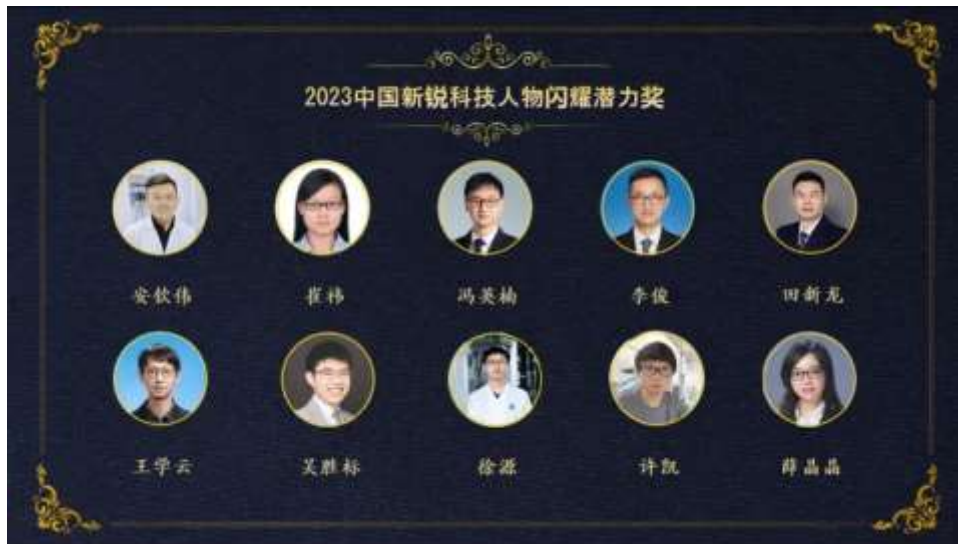 2023中国新锐科技人物闪耀潜力奖
安钦伟 崔祎 冯英楠 李俊 田新龙
王学云 吴胜标 徐源 许凯 薛晶晶